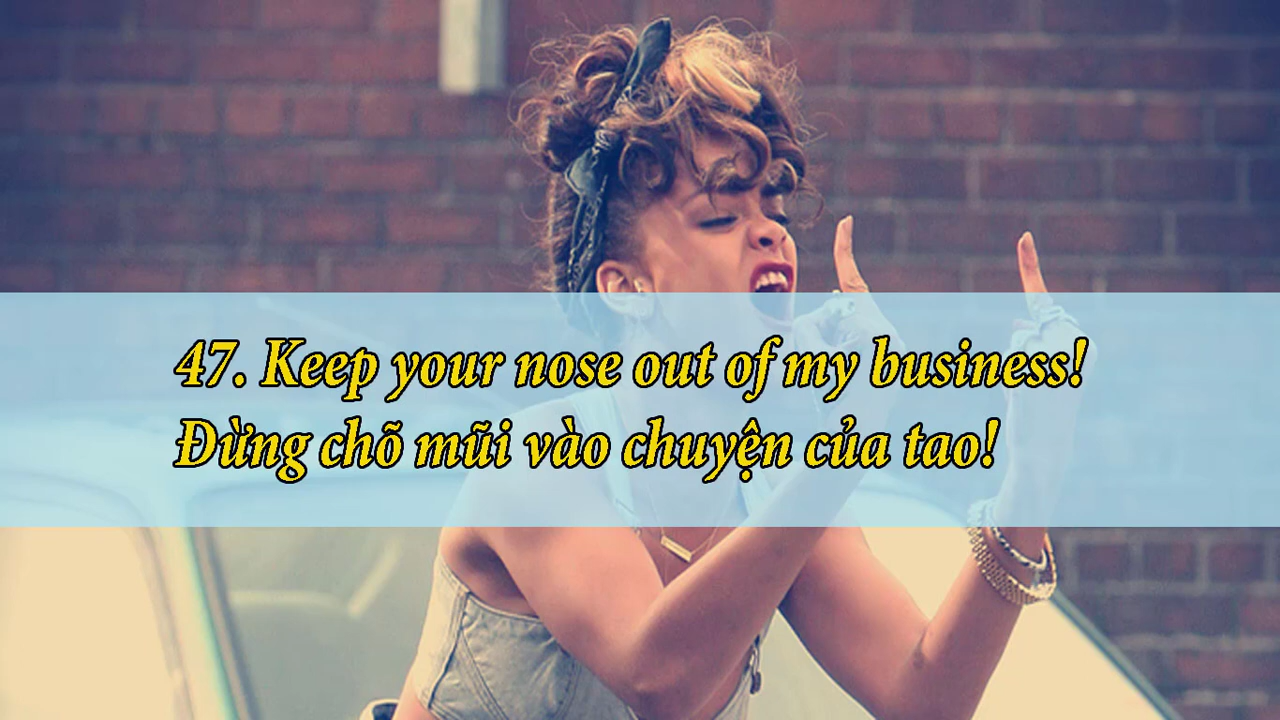 47. Keep your nose out of my business!
Đừng chõ mũi vào chuyện của tao!